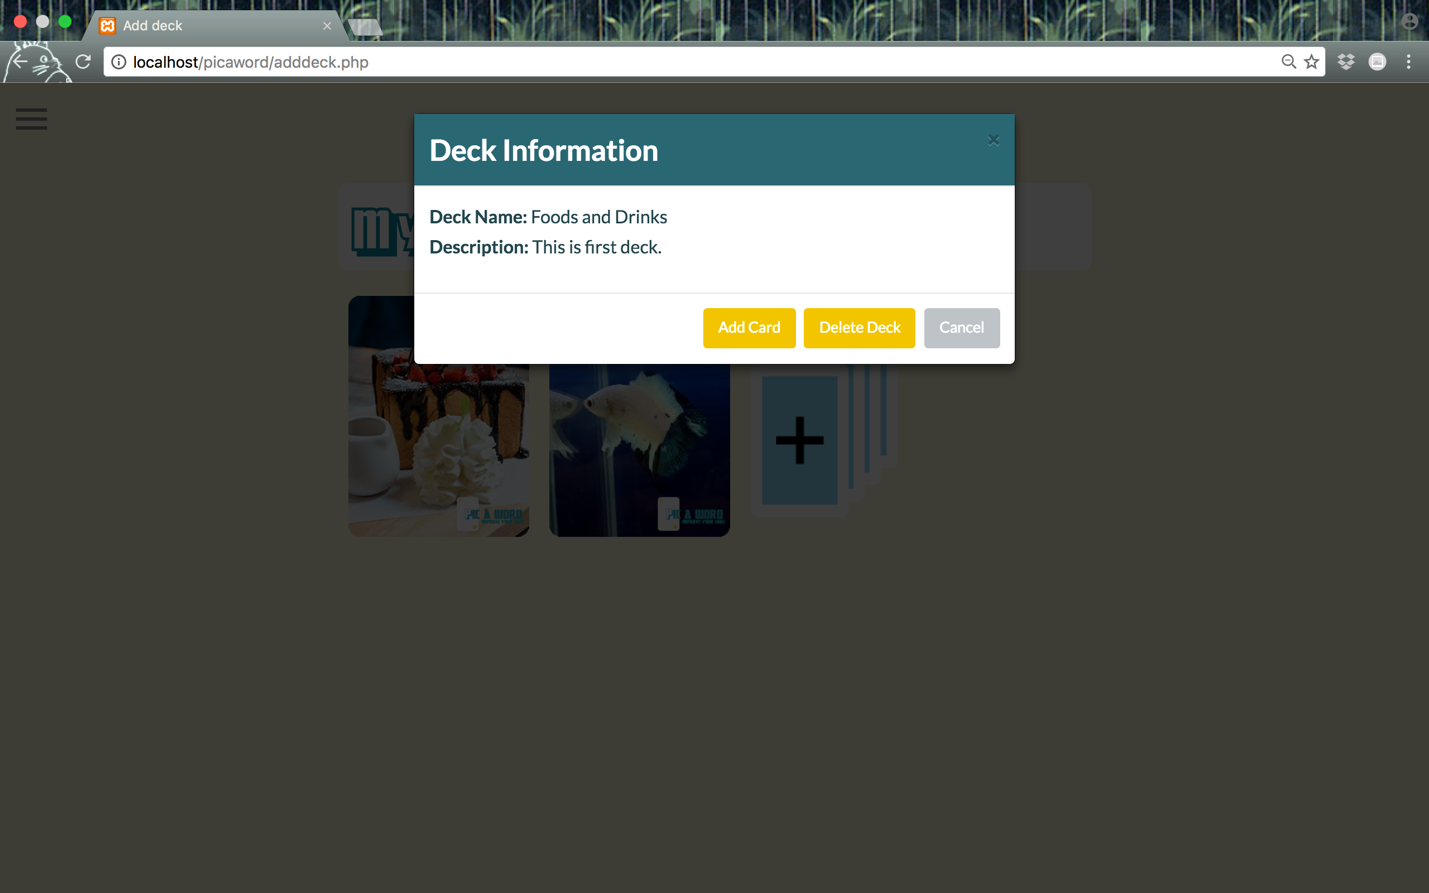 Add deck
localhost/picaword/adddeck.php
Deck Information
Deck Name: Foods and Drinks
Description: This is first deck.
Add Card Delete Deck Cancel